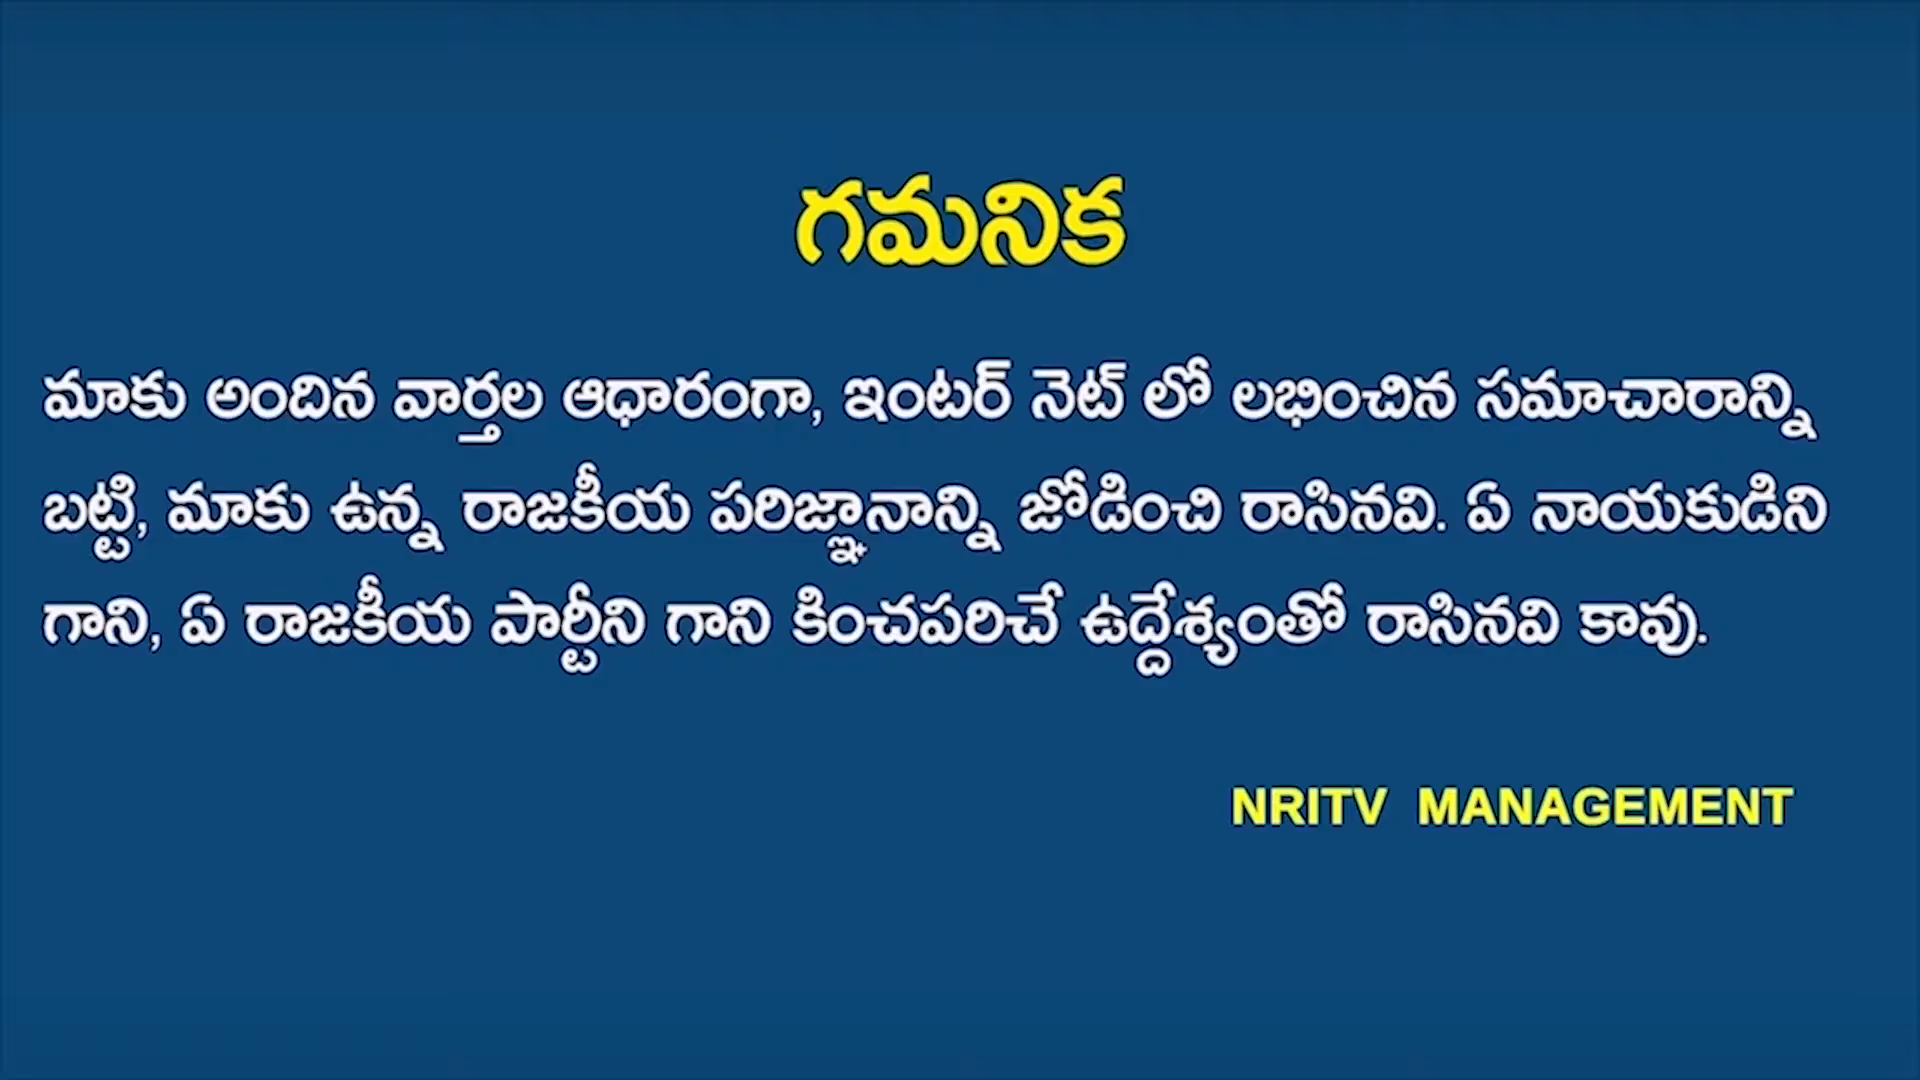 గమనిక
మాకు అందిన వార్తల ఆధారంగా, ఇంటర్ నెట్ లో లభించిన సమాచారాన్ని
బట్టి, మాకు ఉన్న రాజకీయ పరిజ్ఞానాన్ని జోడించి రాసినవి. ఏ నాయకుడిని
గాని, ఏ రాజకీయ పార్టీని గాని కించపరిచే ఉద్దేశ్యంతో రాసినవి కావు.
NRITV MANAGEMENT